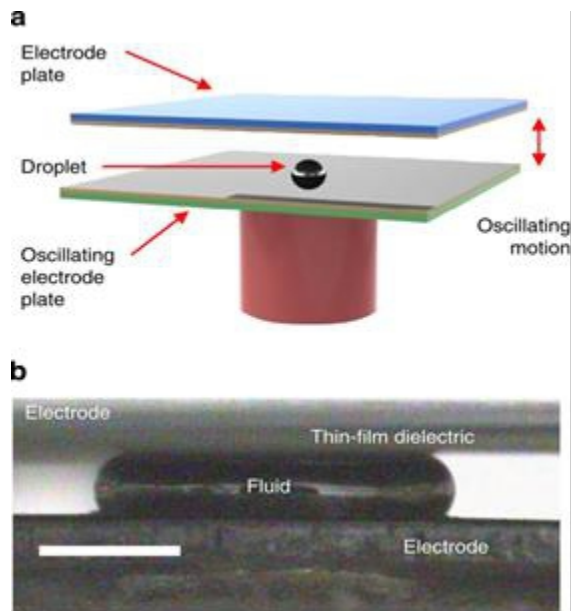 a
Electrode
plate
Droplet
Oscillating
electrode
plate
Oscillating
motion
b
Electrode
Thin-film dielectric
Fluid
Electrode